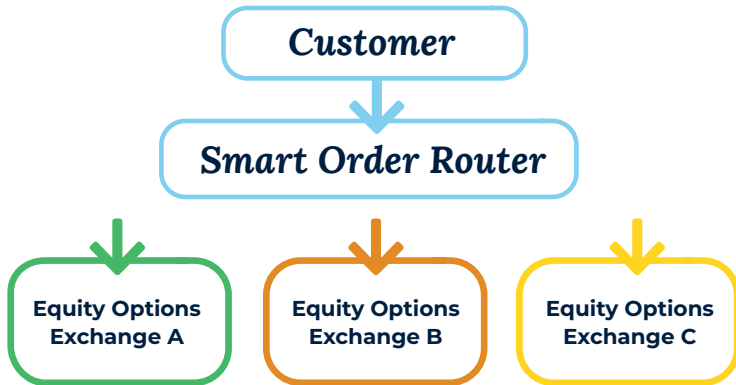 Customer
Smart Order Router
Equity Options
Exchange A
Equity Options
Exchange B
Equity Options
Exchange C